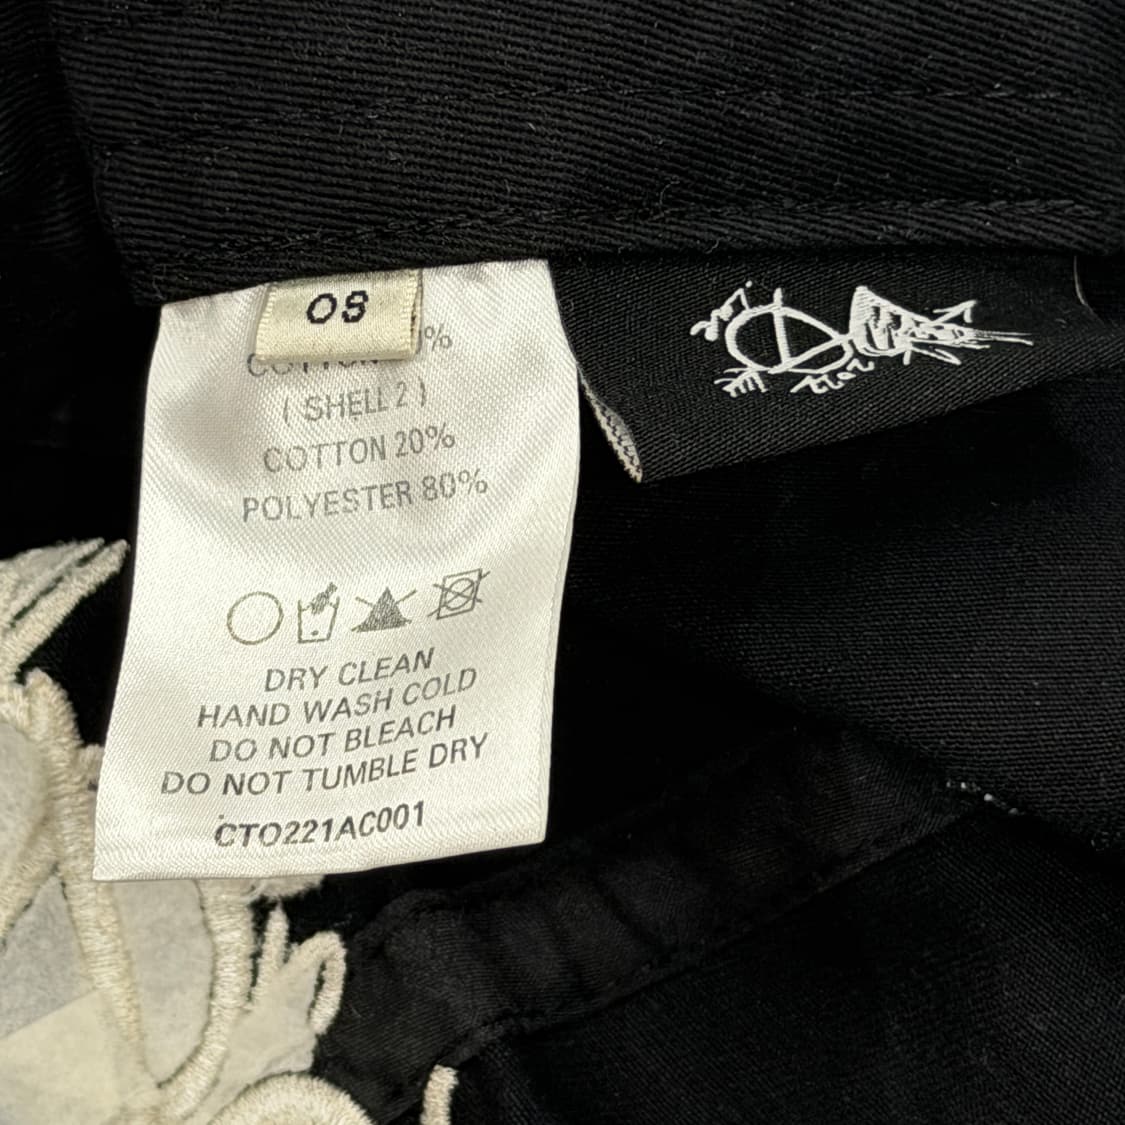 OS
COTTON %
( SHELL 2 )
COTTON 20%
POLYESTER 80%
DRY CLEAN
HAND WASH COLD
DO NOT BLEACH
DO NOT TUMBLE DRY
CTO221AC001